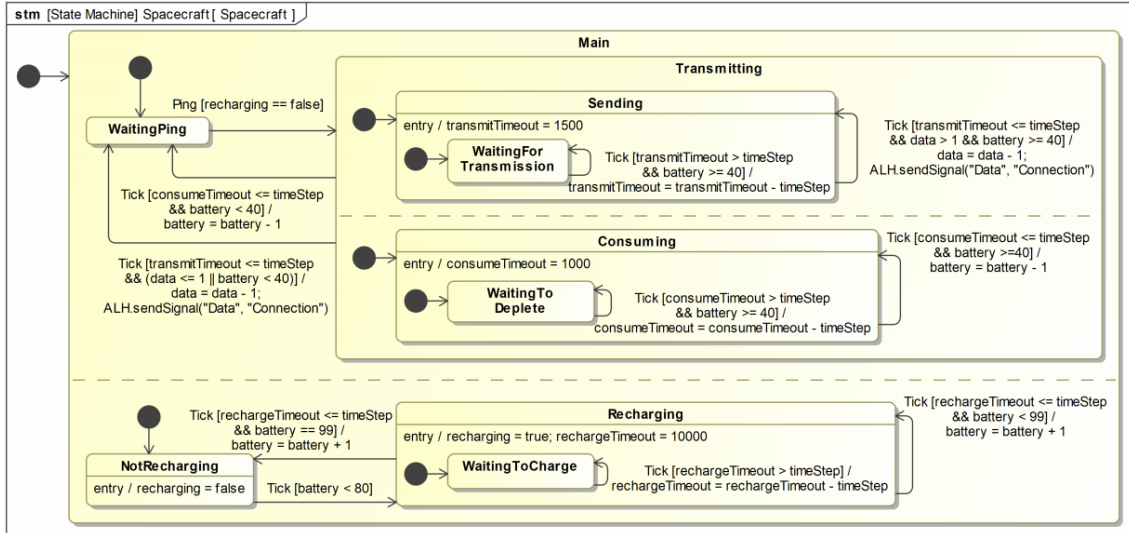 stm [State Machine] Spacecraft[ Spacecraft ]
Main
Transmitting
Ping [recharging == false]
WaitingPing
Sending
entry / transmitTimeout = 1500
WaitingFor
Transmission
Tick [transmitTimeout > timeStep
&& battery >= 40] /
transmitTimeout = transmitTimeout - timeStep
Tick [transmitTimeout <= timeStep
&& data > 1 && battery >= 40] /
data = data - 1;
ALH.sendSignal("Data", "Connection")
Tick [consumeTimeout <= timeStep
&& battery < 40] /
battery = battery - 1
Tick [transmitTimeout <= timeStep
&& (data <= 1 || battery < 40)] /
data = data - 1;
ALH.sendSignal("Data", "Connection")
Consuming
entry / consumeTimeout = 1000
WaitingTo
Deplete
Tick [consumeTimeout > timeStep
&& battery >= 40] /
consumeTimeout = consumeTimeout - timeStep
Tick [consumeTimeout <= timeStep
&& battery >=40] /
battery = battery - 1
Tick [rechargeTimeout <= timeStep
&& battery == 99] /
battery = battery + 1
NotRecharging
entry / recharging = false
Tick [battery < 80]
Recharging
entry / recharging = true; rechargeTimeout = 10000
WaitingToCharge
Tick [rechargeTimeout > timeStep] /
rechargeTimeout = rechargeTimeout - timeStep
Tick [rechargeTimeout <= timeStep
&& battery < 99] /
battery = battery + 1